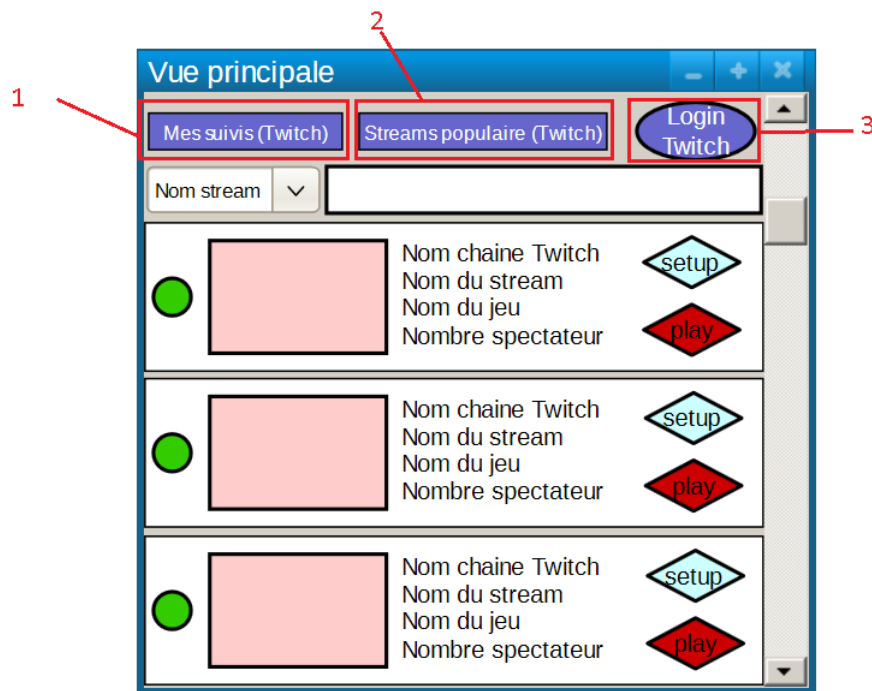 2
Vue principale
1
Mes suivis (Twitch)
Streams populaire (Twitch)
Login
Twitch
3
Nom stream
Nom chaine Twitch
Nom du stream
Nom du jeu
Nombre spectateur
setup
play
Nom chaine Twitch
Nom du stream
Nom du jeu
Nombre spectateur
setup
play
Nom chaine Twitch
Nom du stream
Nom du jeu
Nombre spectateur
setup
play